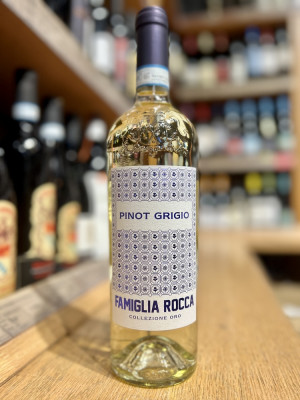 PINOT GRIGIO
FAMIGLIA ROCCA
COLLEZIONE ORO